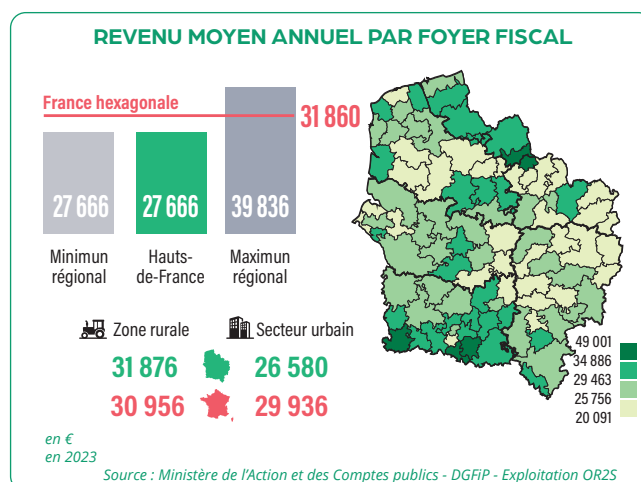 REVENU MOYEN ANNUEL PAR FOYER FISCAL
France hexagonale
31 860
27 666
27 666
39 836
Minimun régional
Hauts-de-France
Maximun régional
Zone rurale
Secteur urbain
31 876
26 580
30 956
29 936
49 001
34 886
29 463
25 756
20 091
en €
en 2023
Source : Ministère de l'Action et des Comptes publics - DGFiP - Exploitation OR2S